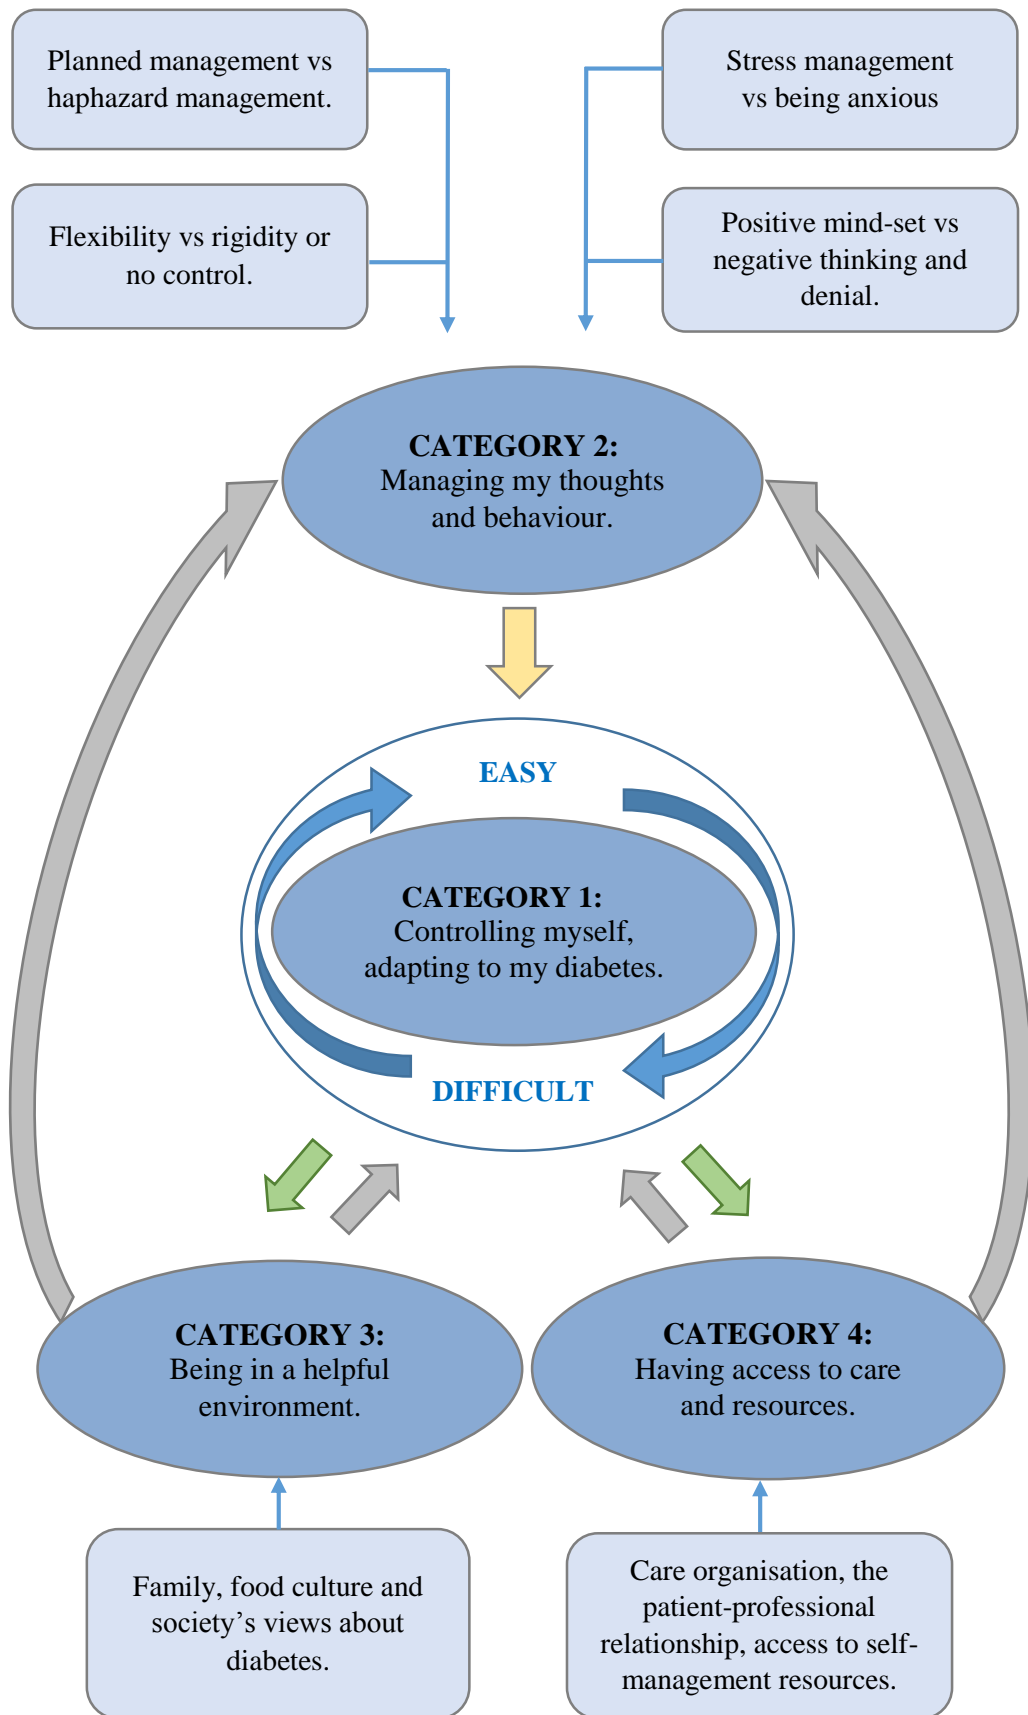 Planned management vs
haphazard management.
Stress management
vs being anxious
Flexibility vs rigidity or
no control.
Positive mind-set vs
negative thinking and
denial.
CATEGORY 2:
Managing my thoughts
and behaviour.
EASY
CATEGORY 1:
Controlling myself,
adapting to my diabetes.
DIFFICULT
CATEGORY 3:
Being in a helpful
environment.
CATEGORY 4:
Having access to care
and resources.
Family, food culture and
society’s views about
diabetes.
Care organisation, the
patient-professional
relationship, access to self-
management resources.